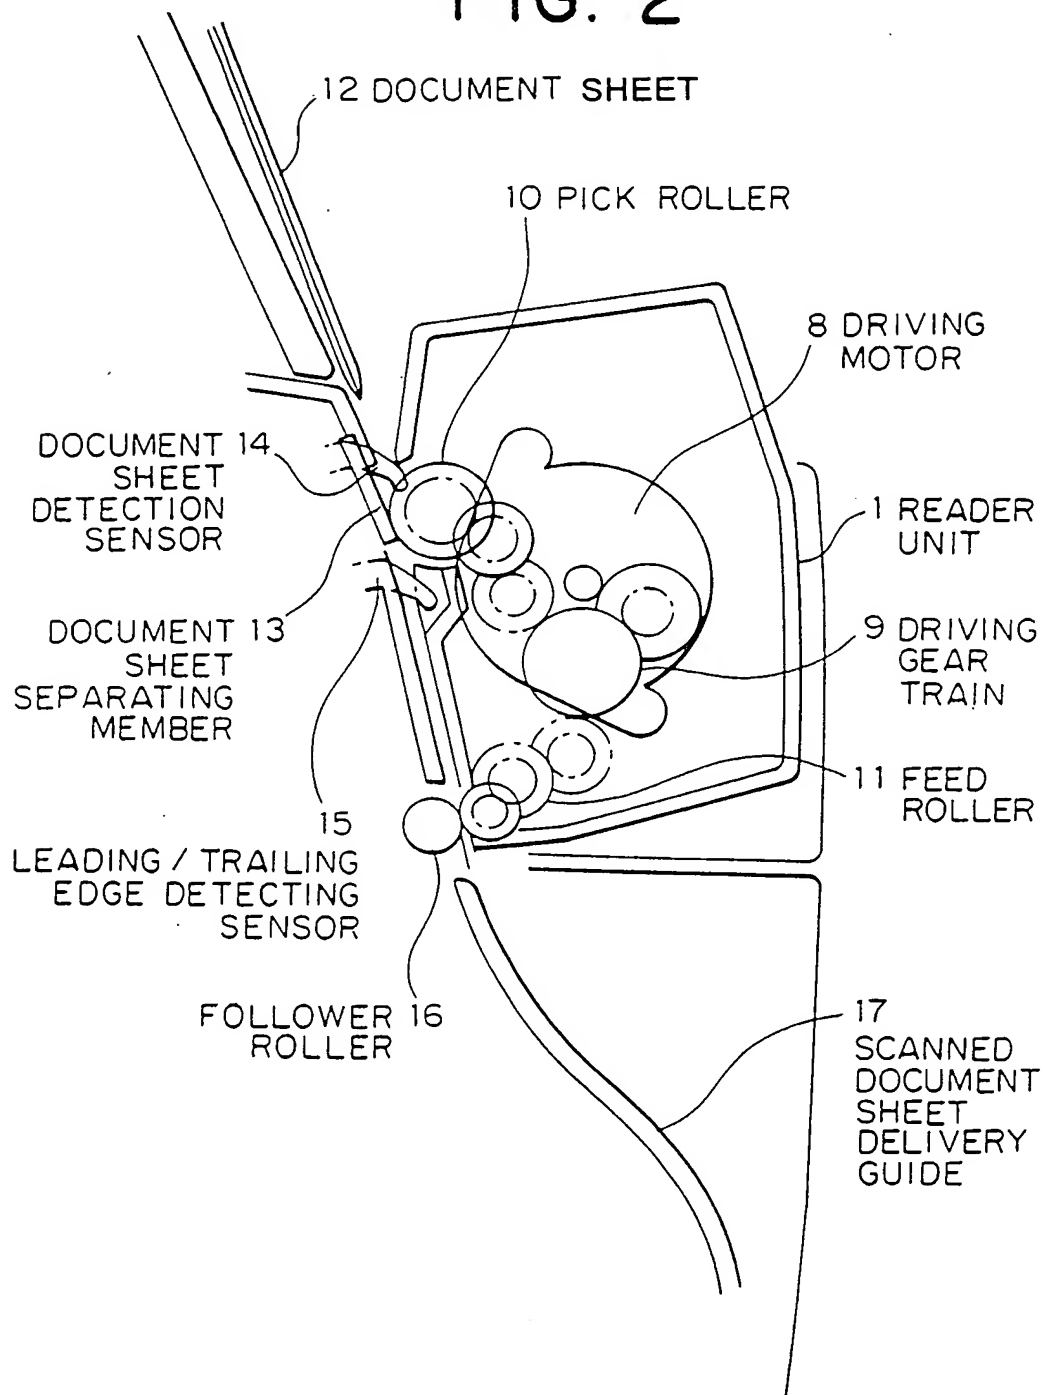 FIG. 2
12 DOCUMENT SHEET
10 PICK ROLLER
8 DRIVING
MOTOR
DOCUMENT 14
SHEET
DETECTION
SENSOR
1 READER
UNIT
DOCUMENT 13
SHEET
SEPARATING
MEMBER
9 DRIVING
GEAR
TRAIN
11 FEED
ROLLER
15
LEADING / TRAILING
EDGE DETECTING
SENSOR
FOLLOWER 16
ROLLER
17
SCANNED
DOCUMENT
SHEET
DELIVERY
GUIDE